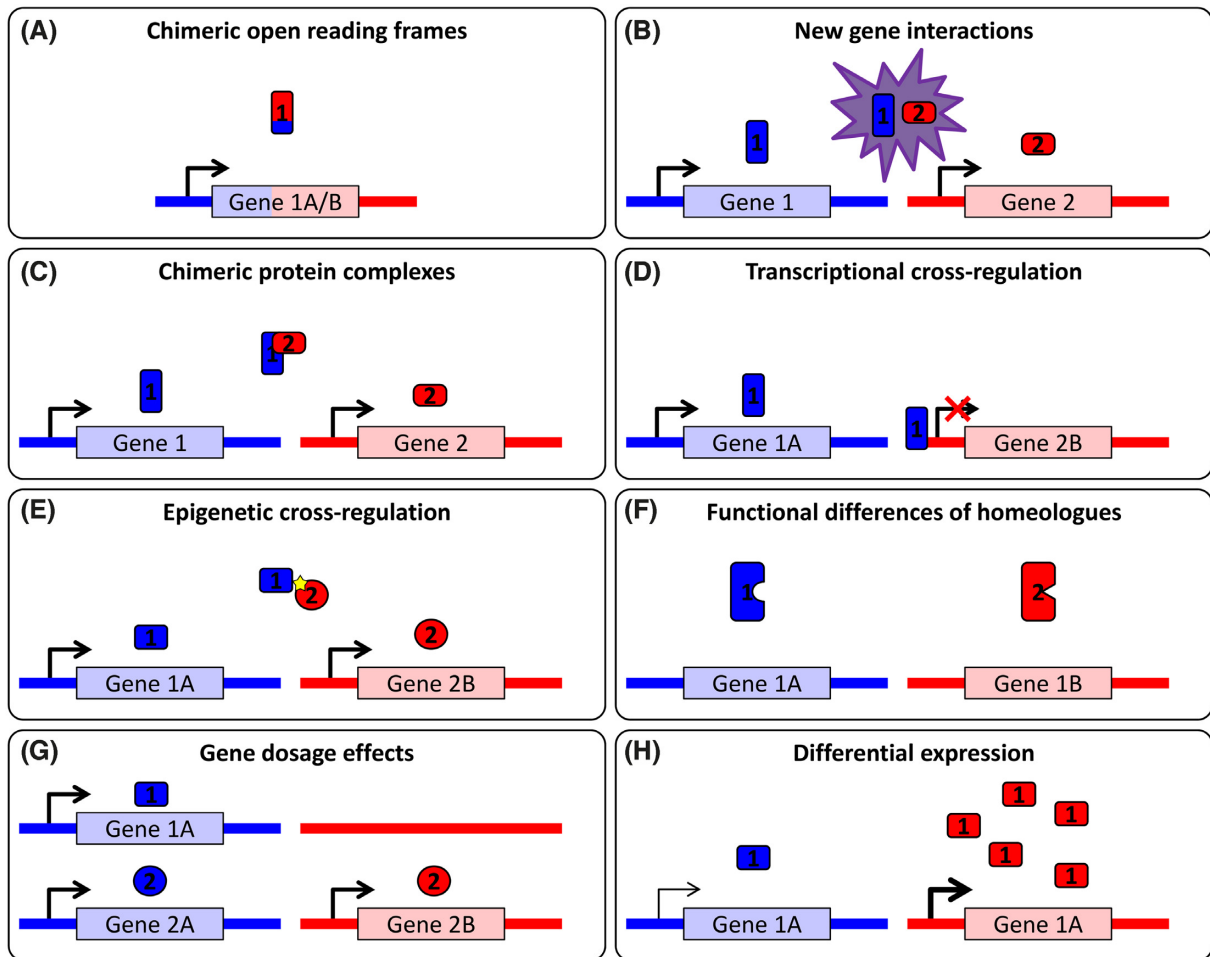 (A) Chimeric open reading frames
1
Gene 1A/B
(B) New gene interactions
1 2
1 2
Gene 1 Gene 2
(C) Chimeric protein complexes
1 2
1 2
Gene 1 Gene 2
(D) Transcriptional cross-regulation
1
1
Gene 1A Gene 2B
(E) Epigenetic cross-regulation
1 2
1 2
Gene 1A Gene 2B
(F) Functional differences of homeologues
1 2
Gene 1A Gene 1B
(G) Gene dosage effects
1
Gene 1A
2 2
Gene 2A Gene 2B
(H) Differential expression
1
1
1
1
1
1
Gene 1A Gene 1A